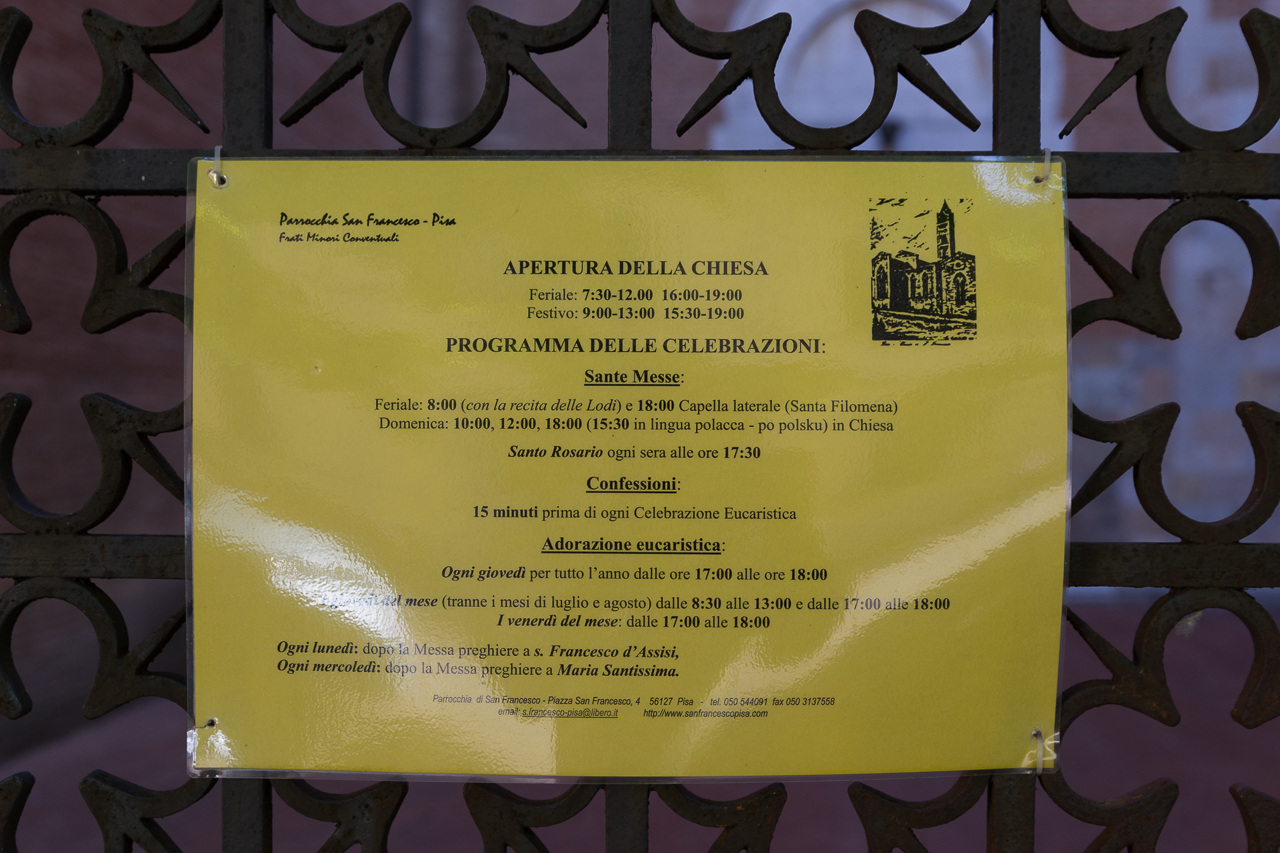 Parrocchia San Francesco - Pisa
Frati Minori Conventuali
APERTURA DELLA CHIESA
Feriale: 7:30-12.00 16:00-19:00
Festivo: 9:00-13:00 15:30-19:00
PROGRAMMA DELLE CELEBRAZIONI:
Sante Messe:
Feriale: 8:00 (con la recita delle Lodi) e 18:00 Capella laterale (Santa Filomena)
Domenica: 10:00, 12:00, 18:00 (15:30 in lingua polacca - po polsku) in Chiesa
Santo Rosario ogni sera alle ore 17:30
Confessioni:
15 minuti prima di ogni Celebrazione Eucaristica
Adorazione eucaristica:
Ogni giovedì per tutto l'anno dalle ore 17:00 alle ore 18:00
del mese (tranne i mesi di luglio e agosto) dalle 8:30 alle 13:00 e dalle 17:00 alle 18:00
I venerdì del mese: dalle 17:00 alle 18:00
Ogni lunedì: dopo la Messa preghiere a s. Francesco d'Assisi,
Ogni mercoledì: dopo la Messa preghiere a Maria Santissima.
Parrocchia di San Francesco - Piazza San Francesco, 4 56127 Pisa - tel. 050 544091 fax 050 3137558
email: s.francesco-pisa@libero.it http://www.sanfrancescopisa.com